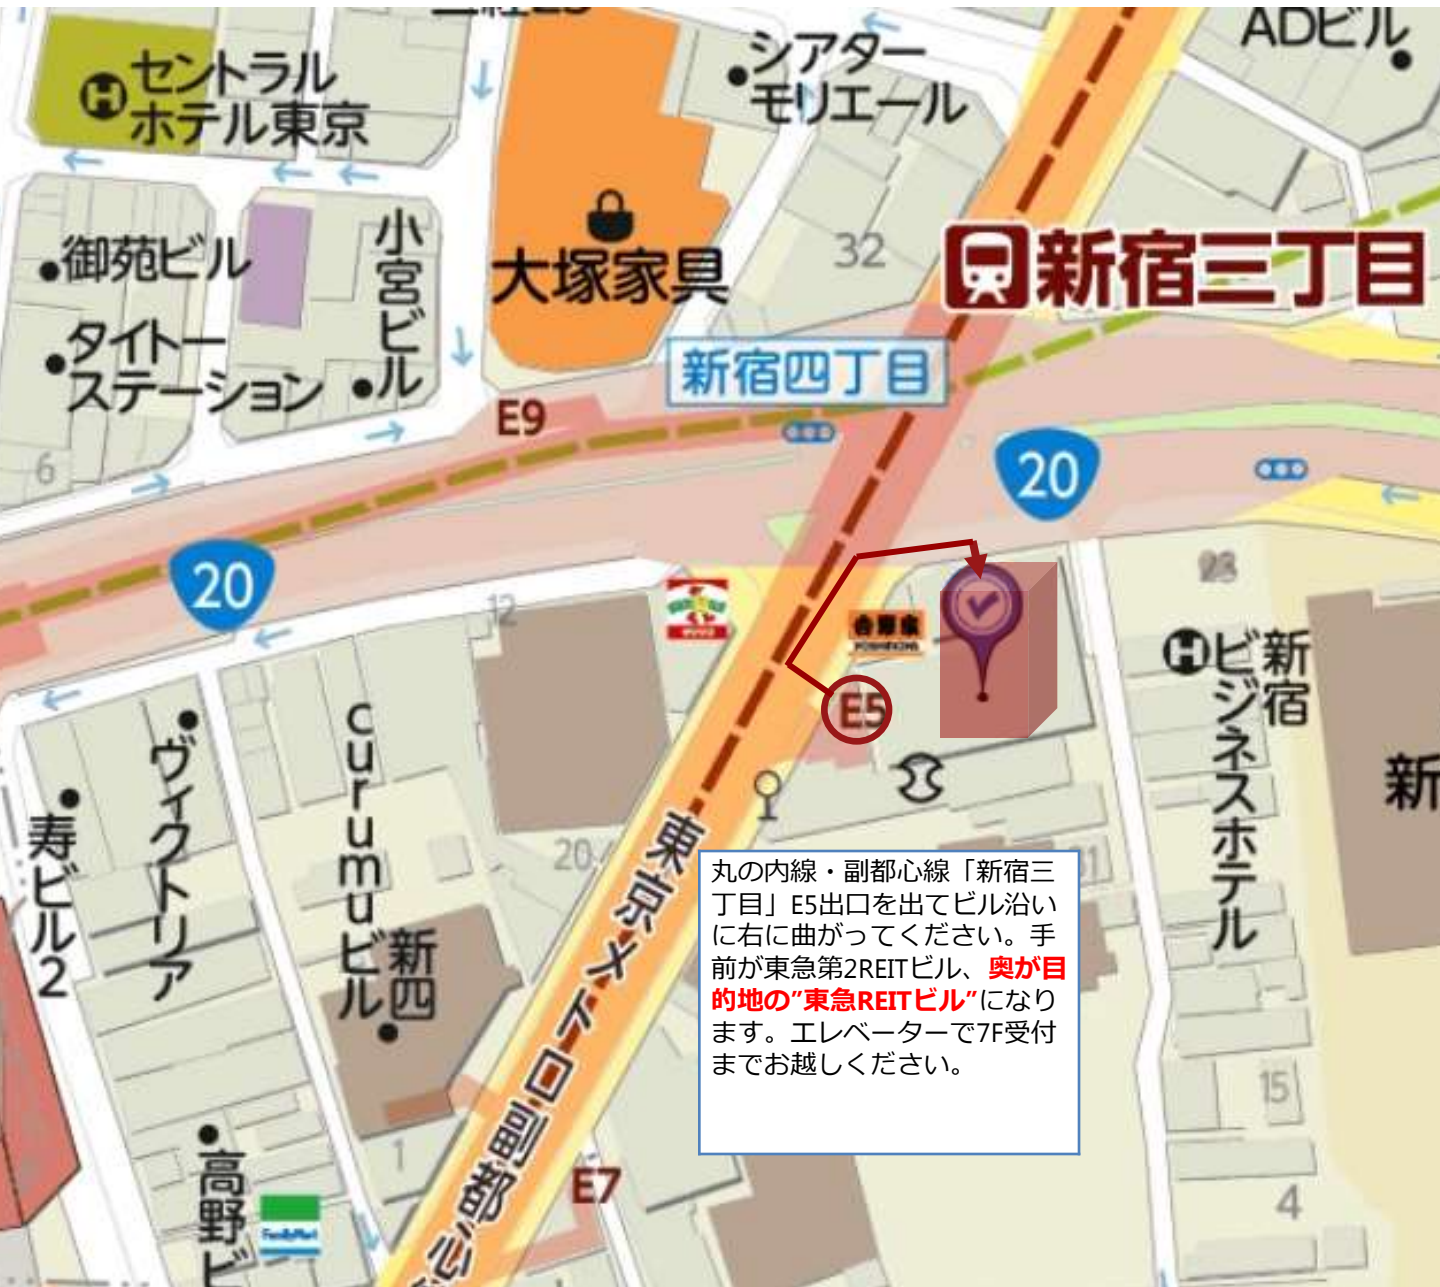 ADビル
セントラル
ホテル東京
シアター
モリエール
御苑ビル
小宮ビル
大塚家具
32
新宿三丁目
タイトー
ステーション
新宿四丁目
E9
6
20
20
12
23
吉野家
新宿
ビジネスホテル
E5
ヴィクトリア
curumuビル
寿ビル2
新
20
東京メトロ副都心
新四
丸の内線・副都心線「新宿三
丁目」E5出口を出てビル沿い
に右に曲がってください。手
前が東急第2REITビル、奥が目
的地の”東急REITビル”になり
ます。エレベーターで7F受付
までお越しください。
15
1
高野ビ
FamilyMart
E7
4